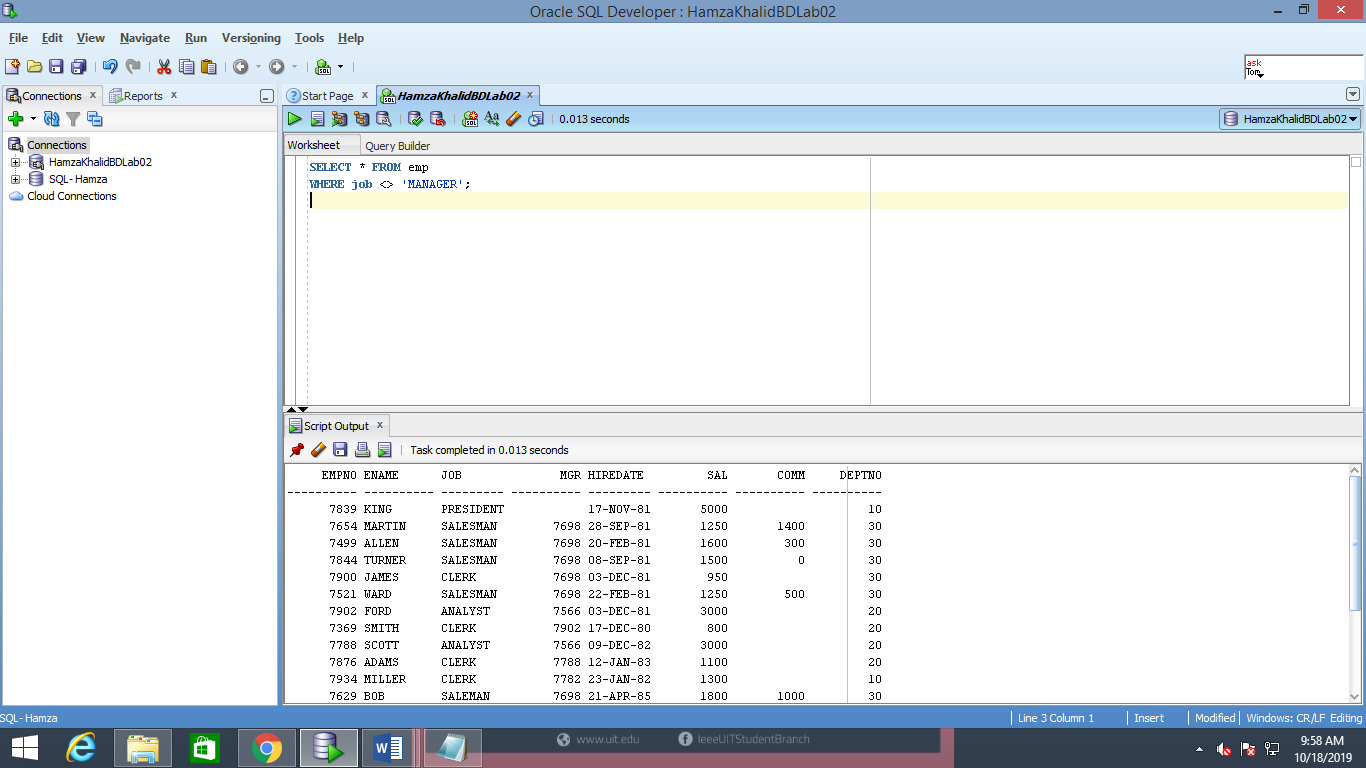 Oracle SQL Developer : HamzaKhalidBDLab02
File Edit View Navigate Run Versioning Tools Help
ask
Tom
Connections
Reports
Start Page
HamzaKhalidBDLab02
0.013 seconds
HamzaKhalidBDLab02
Worksheet
Query Builder
Connections
HamzaKhalidBDLab02
SQL- Hamza
Cloud Connections
SELECT * FROM emp
WHERE job <> 'MANAGER';
Script Output
Task completed in 0.013 seconds
EMPNO ENAME JOB MGR HIREDATE SAL COMM DEPTNO
---------- ---------- --------- ---------- --------- ---------- ---------- ----------
7839 KING PRESIDENT 17-NOV-81 5000 10
7654 MARTIN SALESMAN 7698 28-SEP-81 1250 1400 30
7499 ALLEN SALESMAN 7698 20-FEB-81 1600 300 30
7844 TURNER SALESMAN 7698 08-SEP-81 1500 0 30
7900 JAMES CLERK 7698 03-DEC-81 950 30
7521 WARD SALESMAN 7698 22-FEB-81 1250 500 30
7902 FORD ANALYST 7566 03-DEC-81 3000 20
7369 SMITH CLERK 7902 17-DEC-80 800 20
7788 SCOTT ANALYST 7566 09-DEC-82 3000 20
7876 ADAMS CLERK 7788 12-JAN-83 1100 20
7934 MILLER CLERK 7782 23-JAN-82 1300 10
7629 BOB SALEMAN 7698 21-APR-85 1800 1000 30
SQL- Hamza
Line 3 Column 1
Insert
Modified
Windows: CR/LF Editing
www.uit.edu
IeeeUITStudentBranch
9:58 AM
10/18/2019